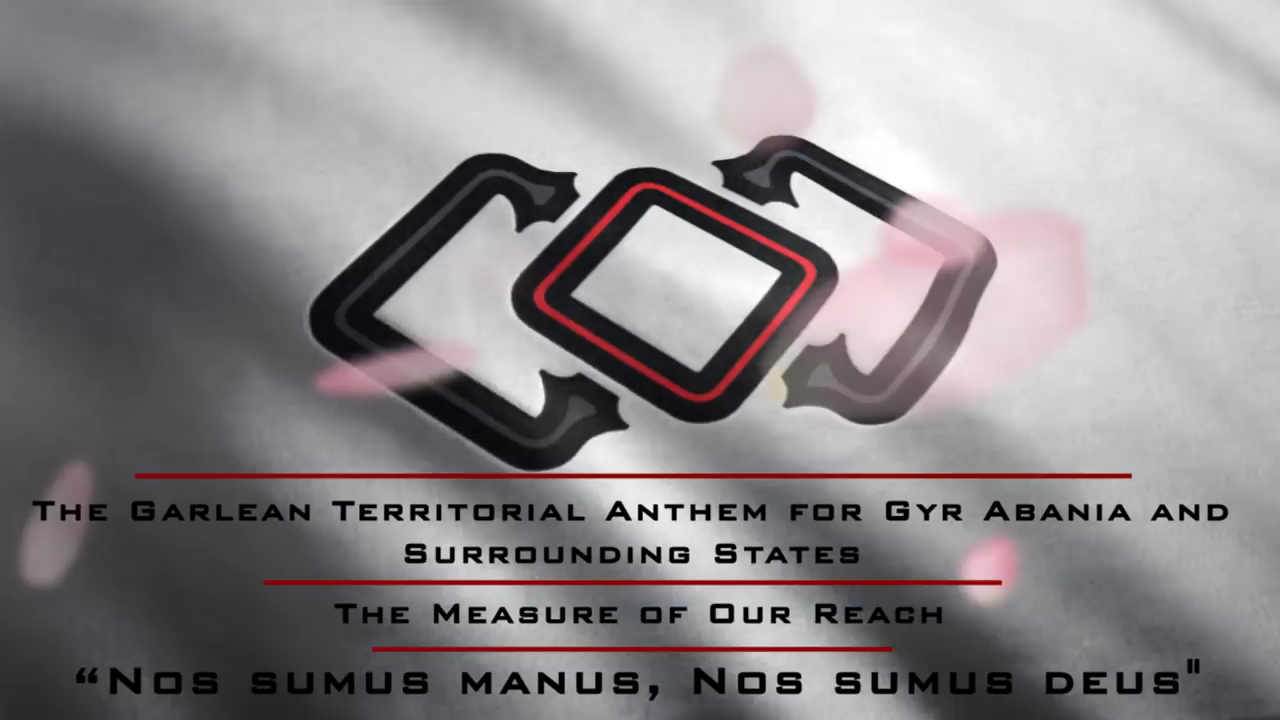 The Garlean Territorial Anthem for Gyr Abania and
Surrounding States
The Measure of Our Reach
“Nos sumus manus, Nos sumus deus"